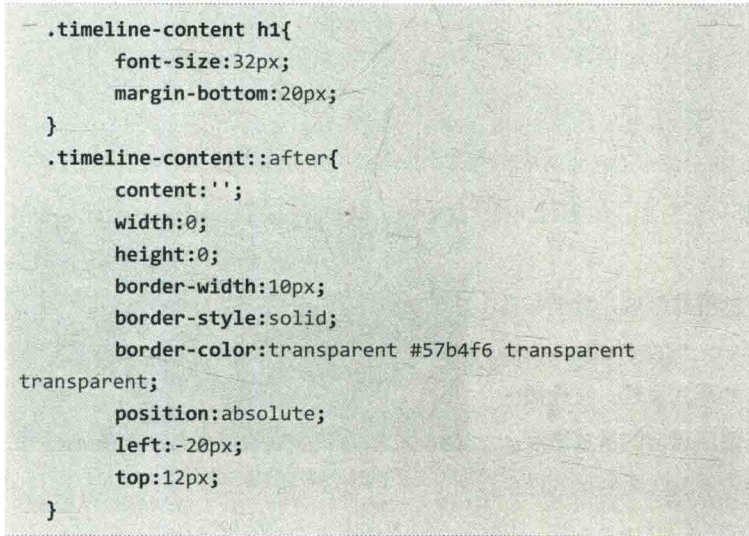 .timeline-content h1{
font-size:32px;
margin-bottom:20px;
}
.timeline-content::after{
content:'';
width:0;
height:0;
border-width:10px;
border-style:solid;
border-color:transparent #57b4f6 transparent
transparent;
position:absolute;
left:-20px;
top:12px;
}